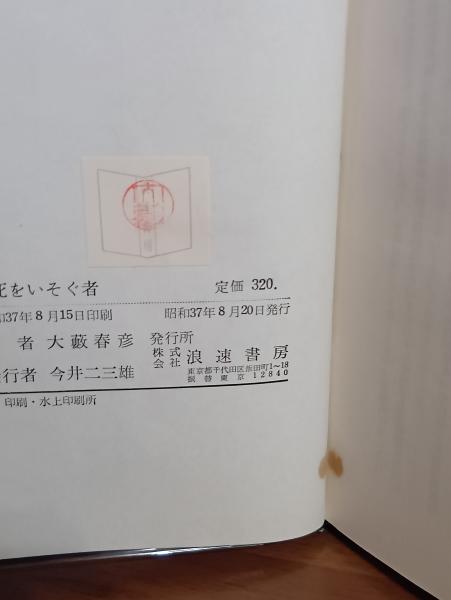 死をいそぐ者 定価 320.
和37年8月15日印刷 昭和37年8月20日発行
者 大藪春彦 発行所 株式会社 浪速書房
行者 今井二三雄 東京都千代田区飯田町1〜18
振替東京 12840
印刷・水上印刷所